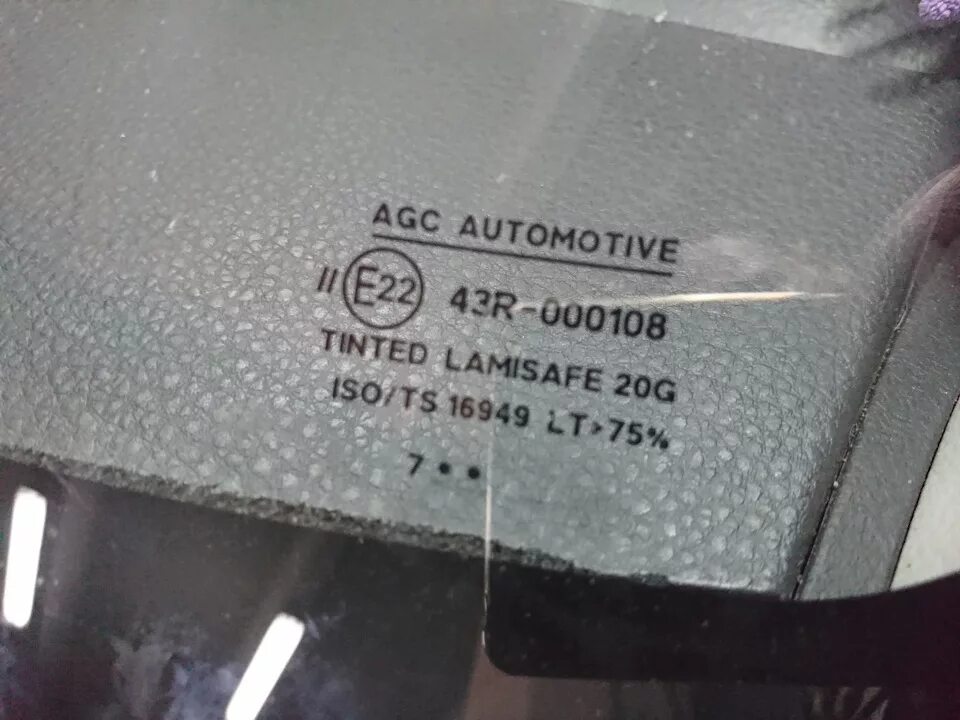 AGC AUTOMOTIVE
II E22 43R-000108
TINTED LAMISAFE 20G
ISO/TS 16949 LT>75%
7 • •